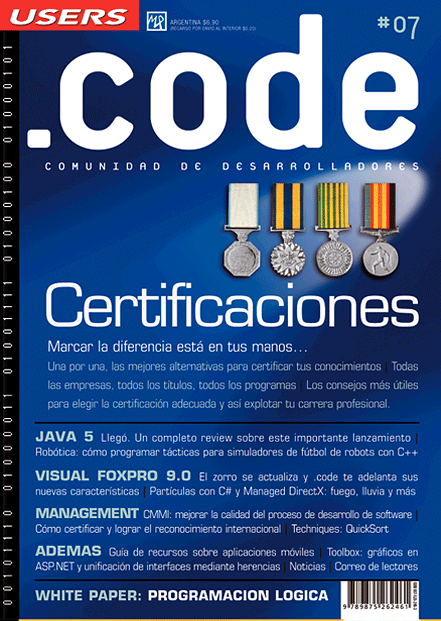 USERS
MP
ARGENTINA $6,90
(RECARGO POR ENVIO AL INTERIOR $0,20)
#07
.code
COMUNIDAD DE DESARROLLADORES
Certificaciones
Marcar la diferencia está en tus manos...
Una por una, las mejores alternativas para certificar tus conocimientos | Todas
las empresas, todos los títulos, todos los programas | Los consejos más útiles
para elegir la certificación adecuada y así explotar tu carrera profesional.
JAVA 5 Llegó. Un completo review sobre este importante lanzamiento |
Robótica: cómo programar tácticas para simuladores de fútbol de robots con C++
VISUAL FOXPRO 9.0 El zorro se actualiza y .code te adelanta sus
nuevas características | Partículas con C# y Managed DirectX: fuego, lluvia y más
MANAGEMENT CMMI: mejorar la calidad del proceso de desarrollo de software |
Cómo certificar y lograr el reconocimiento internacional | Techniques: QuickSort
ADEMAS Guía de recursos sobre aplicaciones móviles | Toolbox: gráficos en
ASP.NET y unificación de interfaces mediante herencias | Noticias | Correo de lectores
WHITE PAPER: PROGRAMACION LOGICA
9 789875 262461
00101110 01000011 01001111 01000100 01000101